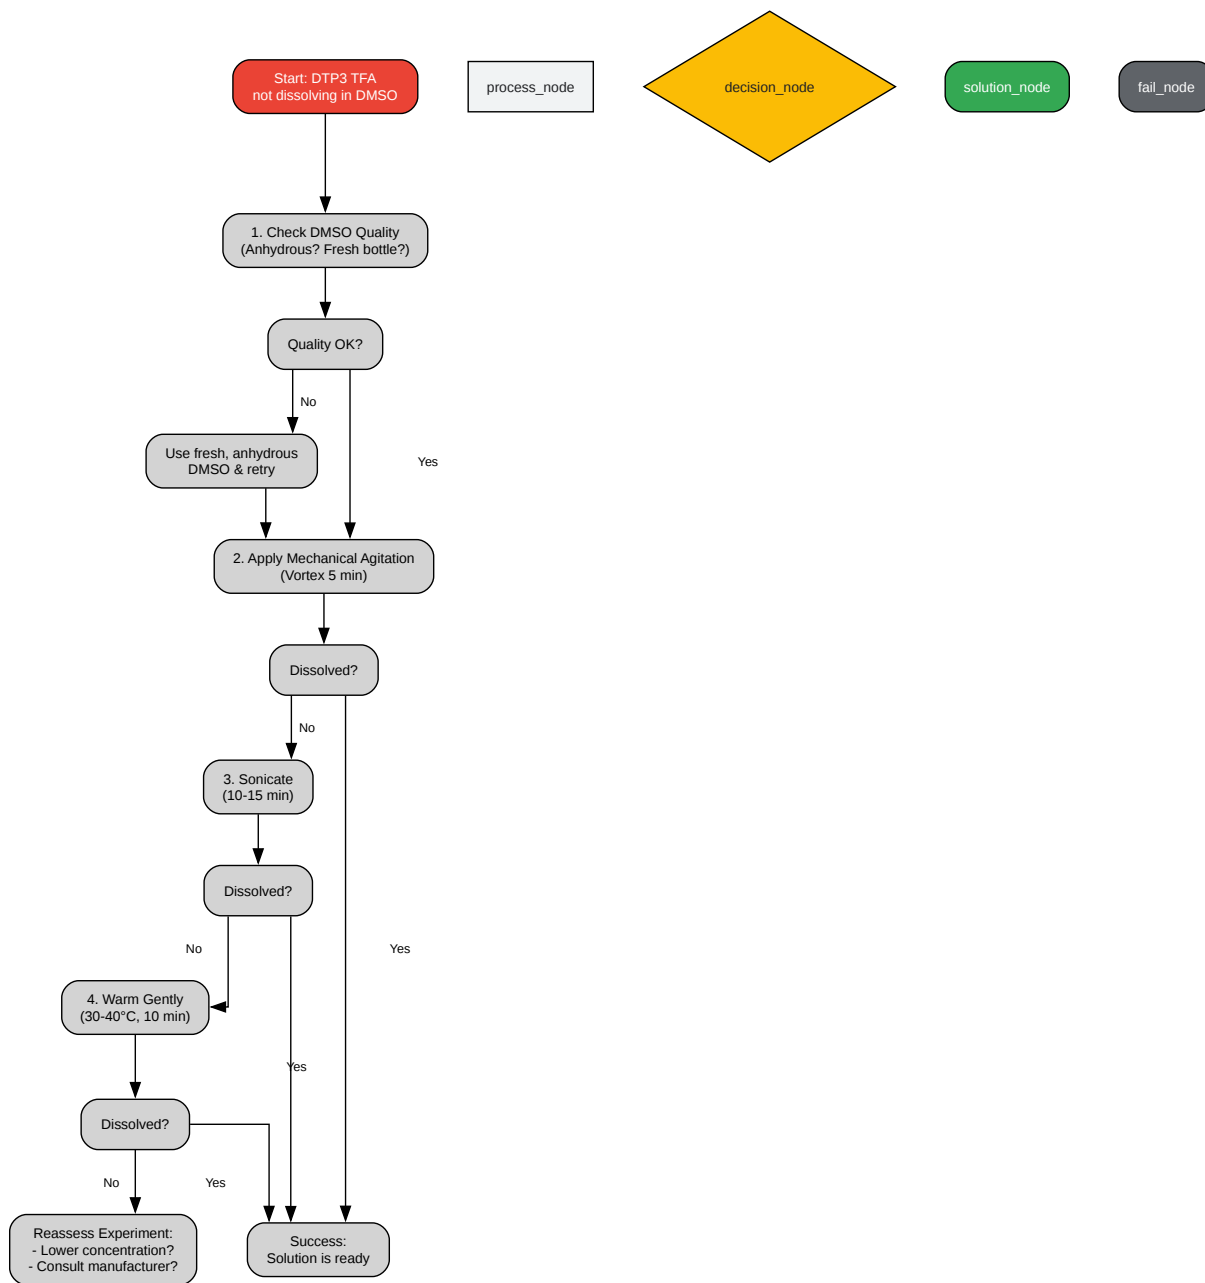 Start: DTP3 TFA
not dissolving in DMSO
process_node
decision_node
solution_node
fail_node
1. Check DMSO Quality
(Anhydrous? Fresh bottle?)
Quality OK?
No
Use fresh, anhydrous
DMSO & retry
Yes
2. Apply Mechanical Agitation
(Vortex 5 min)
Dissolved?
No
3. Sonicate
(10-15 min)
Dissolved?
No
Yes
4. Warm Gently
(30-40°C, 10 min)
Yes
Dissolved?
No
Yes
Reassess Experiment:
- Lower concentration?
- Consult manufacturer?
Success:
Solution is ready